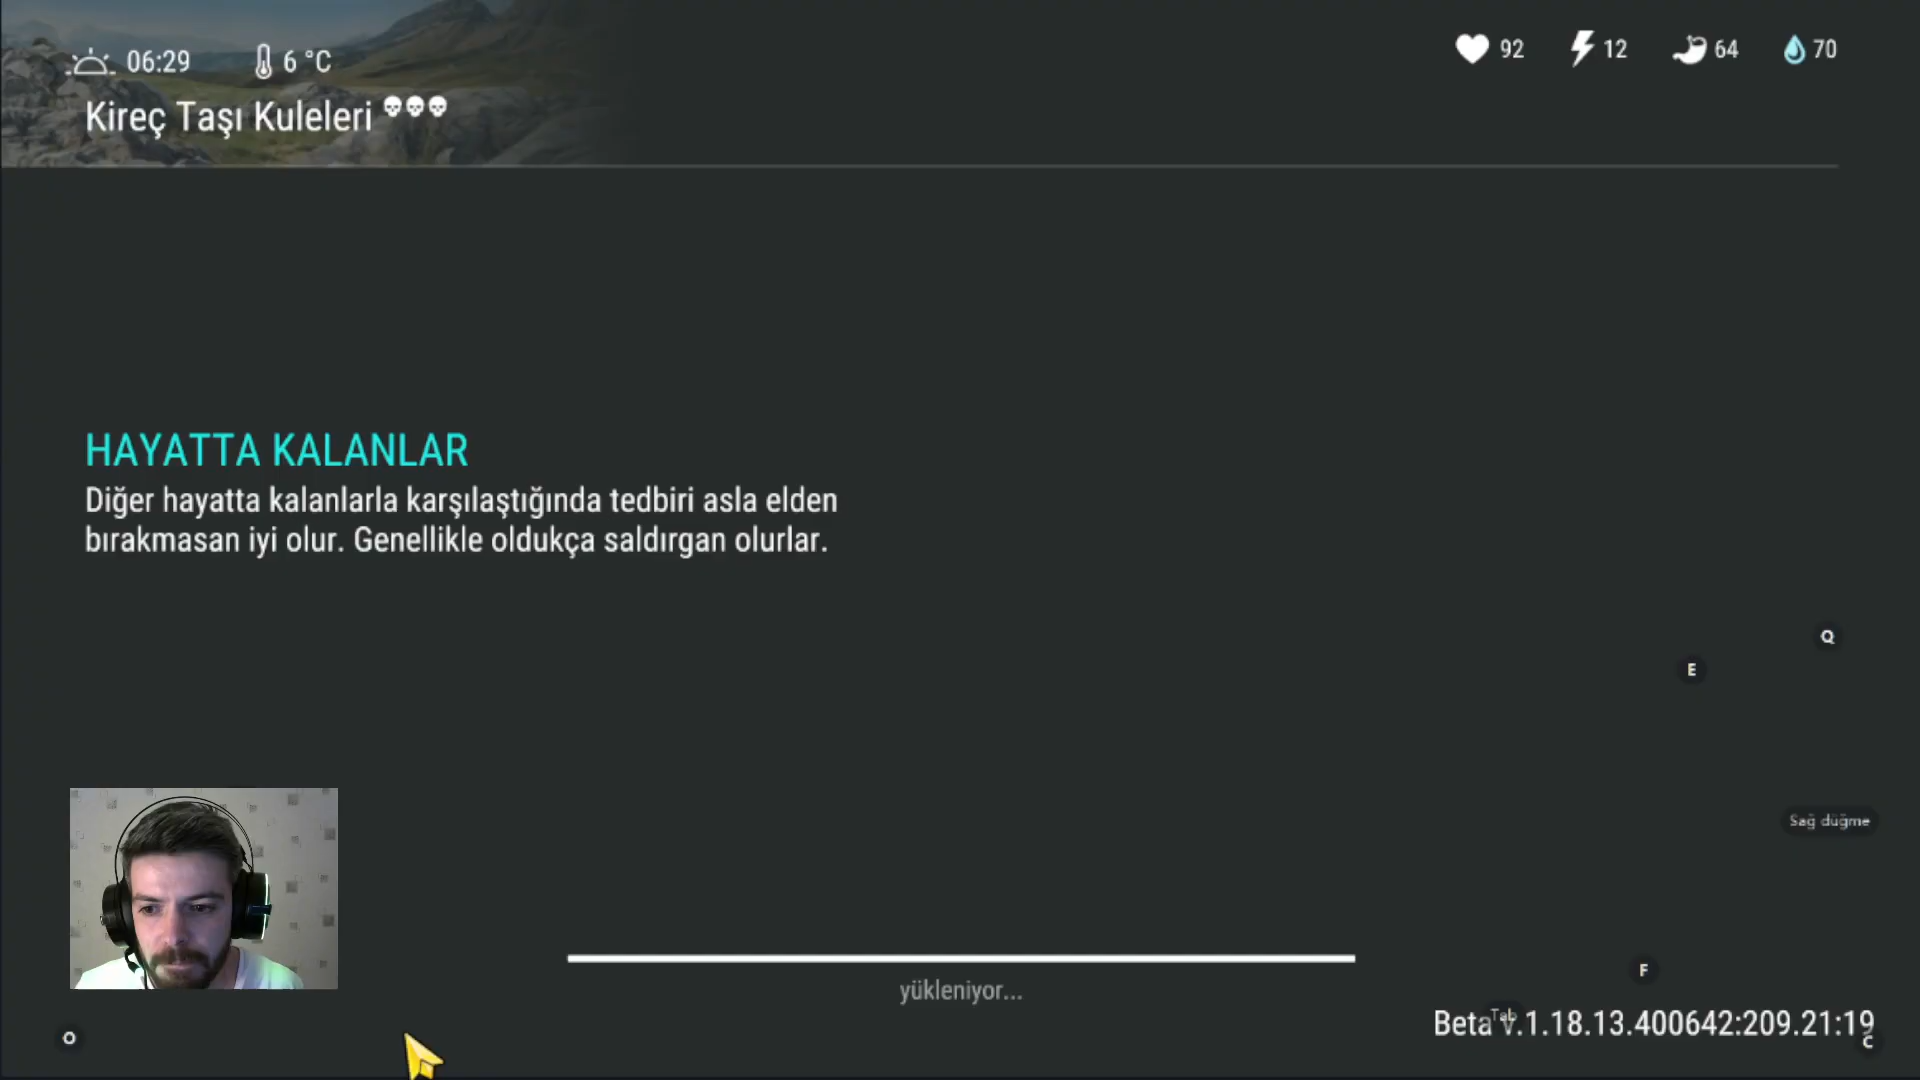 06:29 6 °C 92 12 64 70
Kireç Taşı Kuleleri
HAYATTA KALANLAR
Diğer hayatta kalanlarla karşılaştığında tedbiri asla elden
bırakmasan iyi olur. Genellikle oldukça saldırgan olurlar.
Q
E
Sağ düğme
yükleniyor...
F
Tab
Beta v.1.18.13.400642:209.21:19
O
C